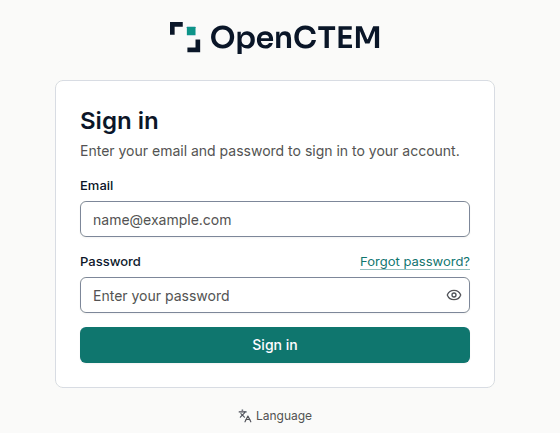 OpenCTEM
Sign in
Enter your email and password to sign in to your account.
Email
name@example.com
Password
Forgot password?
Enter your password
Sign in
Language